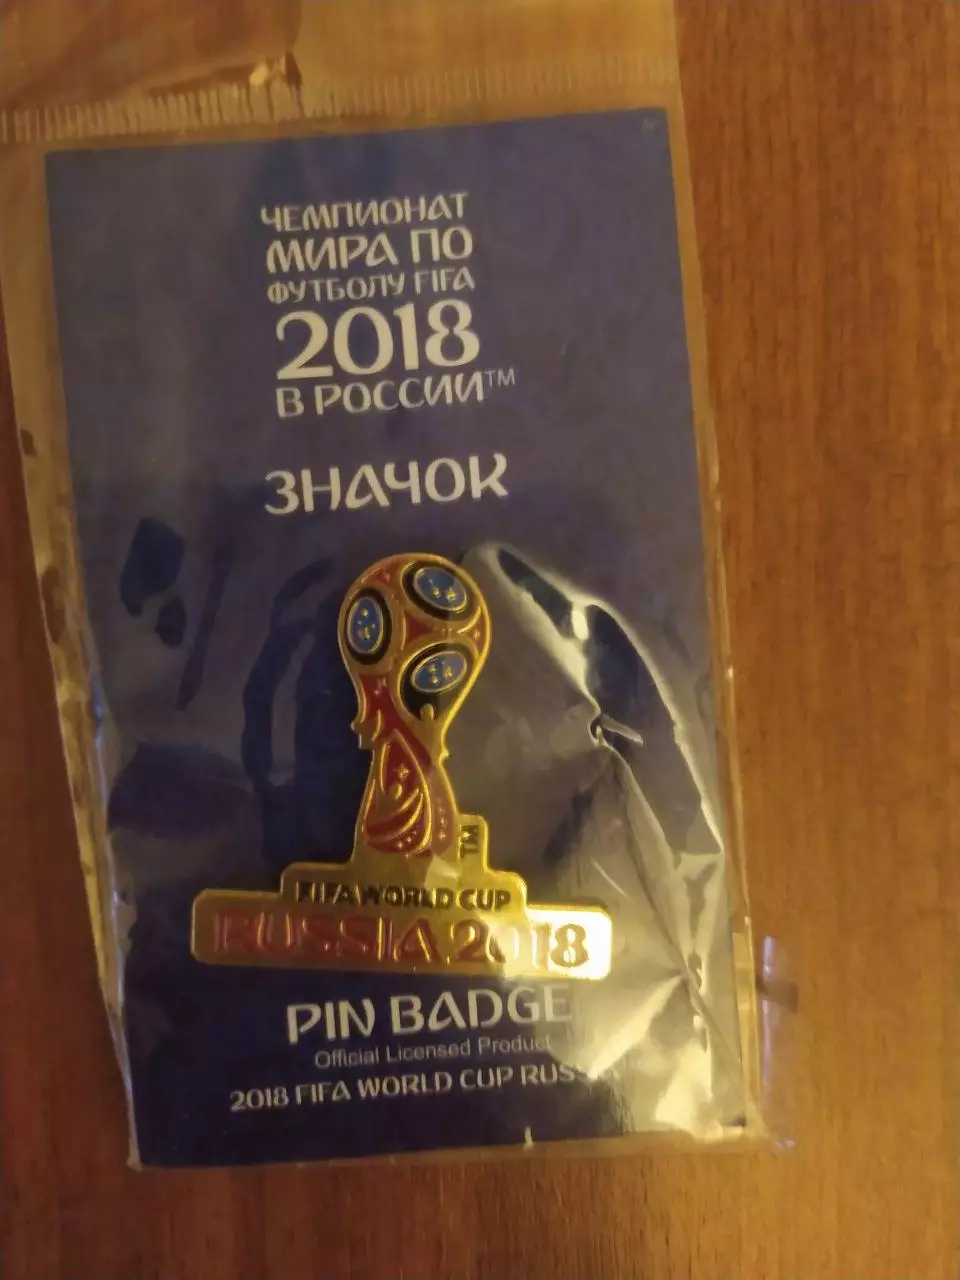 ЧЕМПИОНАТ
МИРА ПО
ФУТБОЛУ FIFA
2018
В РОССИИ™
ЗНАЧОК
TM
FIFA WORLD CUP
RUSSIA 2018
PIN BADGE
Official Licensed Product
2018 FIFA WORLD CUP